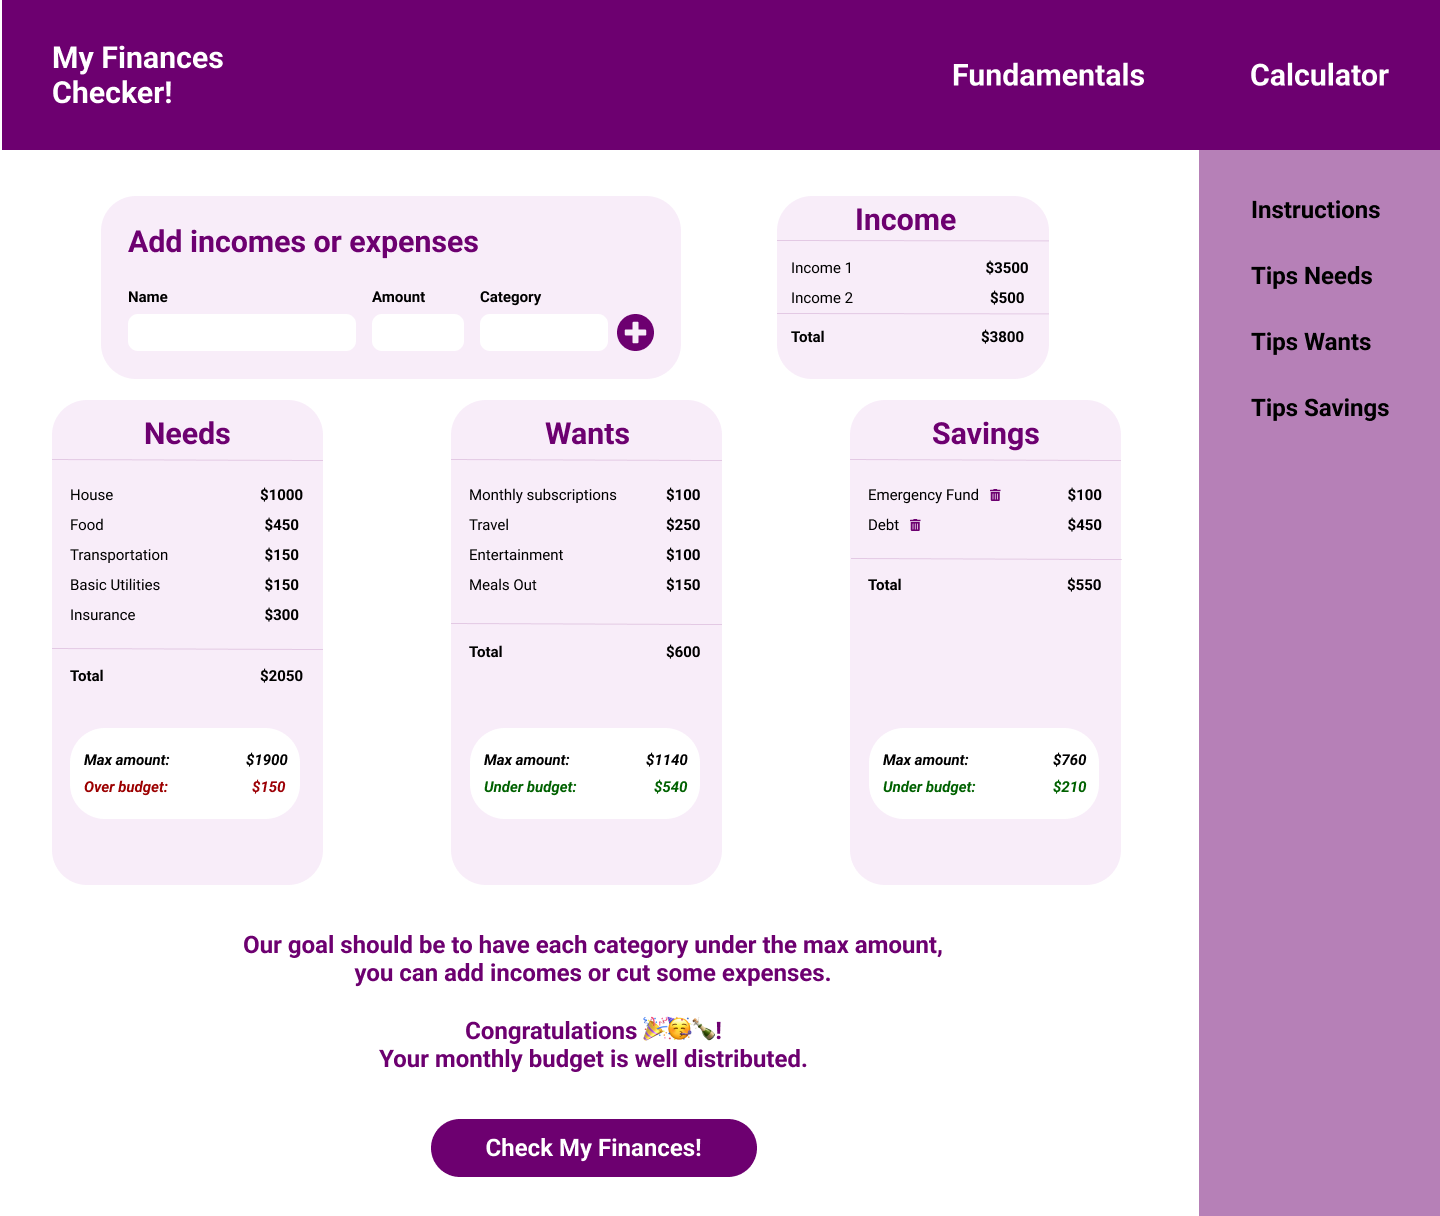 My Finances
Checker!
Fundamentals
Calculator
Instructions
Tips Needs
Tips Wants
Tips Savings
Add incomes or expenses
Name Amount Category
Income
Income 1 $3500
Income 2 $500
Total $3800
Needs
House $1000
Food $450
Transportation $150
Basic Utilities $150
Insurance $300
Total $2050
Max amount: $1900
Over budget: $150
Wants
Monthly subscriptions $100
Travel $250
Entertainment $100
Meals Out $150
Total $600
Max amount: $1140
Under budget: $540
Savings
Emergency Fund $100
Debt $450
Total $550
Max amount: $760
Under budget: $210
Our goal should be to have each category under the max amount,
you can add incomes or cut some expenses.
Congratulations 🎉🥳🍾!
Your monthly budget is well distributed.
Check My Finances!